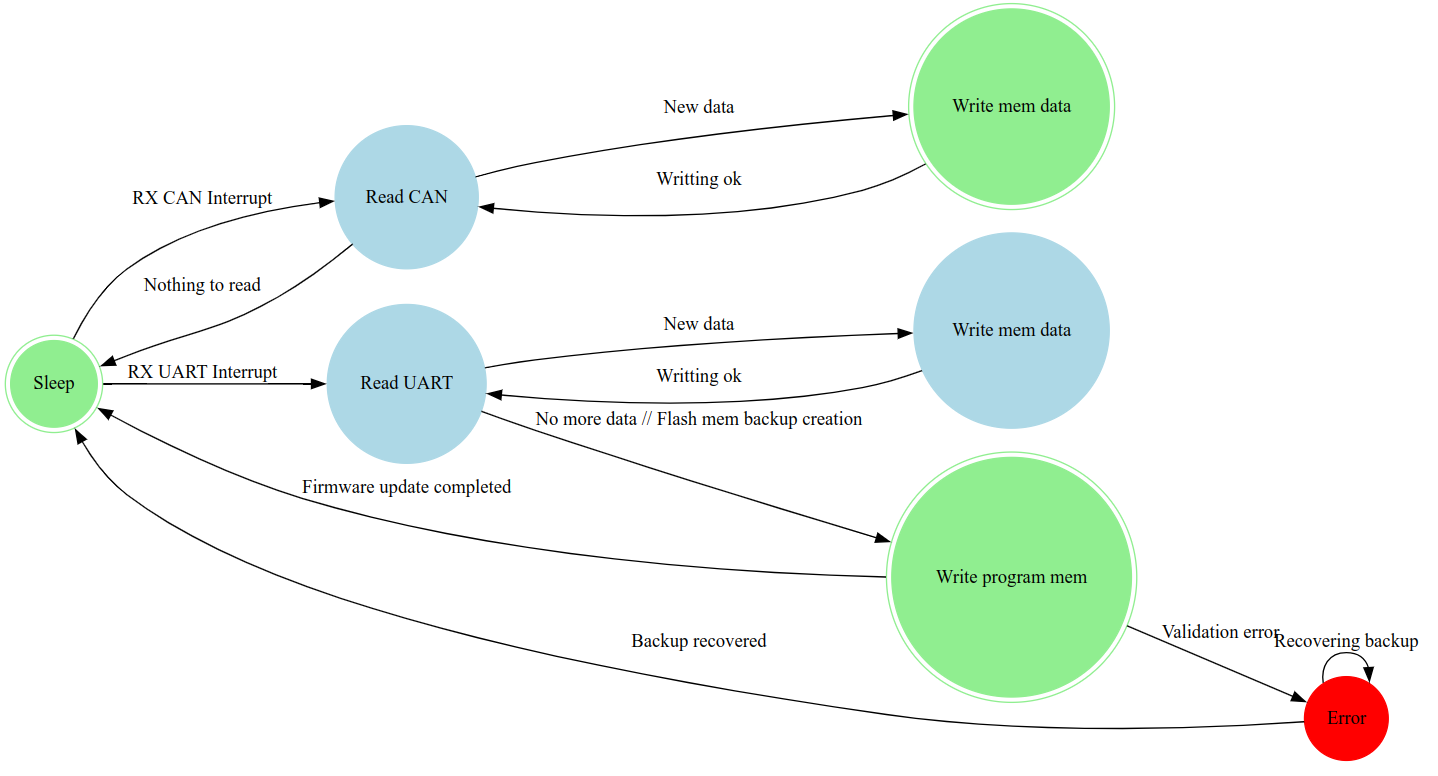 Write mem data
New data
Writting ok
RX CAN Interrupt
Read CAN
Nothing to read
New data
Write mem data
RX UART Interrupt
Sleep
Read UART
Writting ok
No more data // Flash mem backup creation
Firmware update completed
Write program mem
Backup recovered
Validation error
Recovering backup
Error